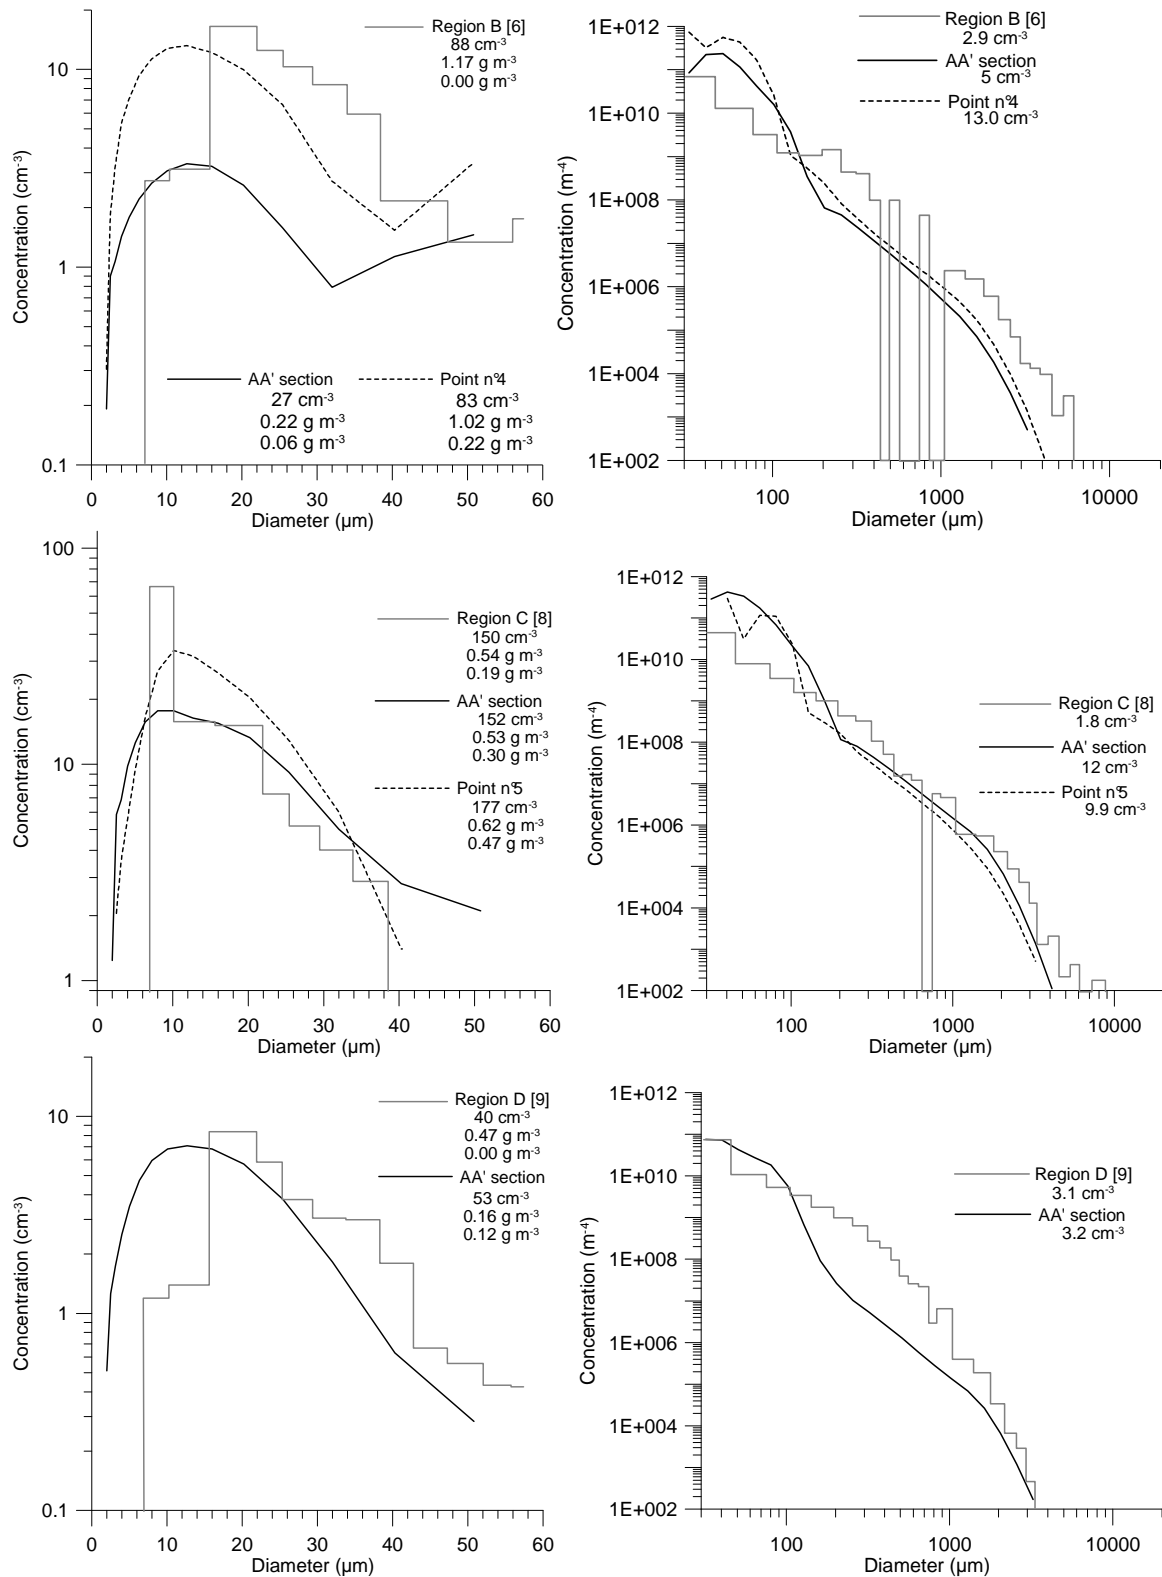 Region B [6]
88 cm-3
1.17 g m-3
0.00 g m-3
10
1
0.1
Concentration (cm-3)
AA' section
27 cm-3
0.22 g m-3
0.06 g m-3
Point n°4
83 cm-3
1.02 g m-3
0.22 g m-3
0 10 20 30 40 50 60
Diameter (µm)
Region B [6]
2.9 cm-3
AA' section
5 cm-3
Point n°4
13.0 cm-3
1E+012
1E+010
1E+008
1E+006
1E+004
1E+002
Concentration (m-4)
100 1000 10000
Diameter (µm)
100
10
1
Concentration (cm-3)
Region C [8]
150 cm-3
0.54 g m-3
0.19 g m-3
AA' section
152 cm-3
0.53 g m-3
0.30 g m-3
Point n°5
177 cm-3
0.62 g m-3
0.47 g m-3
0 10 20 30 40 50 60
Diameter (µm)
1E+012
1E+010
1E+008
1E+006
1E+004
1E+002
Concentration (m-4)
Region C [8]
1.8 cm-3
AA' section
12 cm-3
Point n°5
9.9 cm-3
100 1000 10000
Diameter (µm)
10
1
0.1
Concentration (cm-3)
Region D [9]
40 cm-3
0.47 g m-3
0.00 g m-3
AA' section
53 cm-3
0.16 g m-3
0.12 g m-3
0 10 20 30 40 50 60
Diameter (µm)
1E+012
1E+010
1E+008
1E+006
1E+004
1E+002
Concentration (m-4)
Region D [9]
3.1 cm-3
AA' section
3.2 cm-3
100 1000 10000
Diameter (µm)